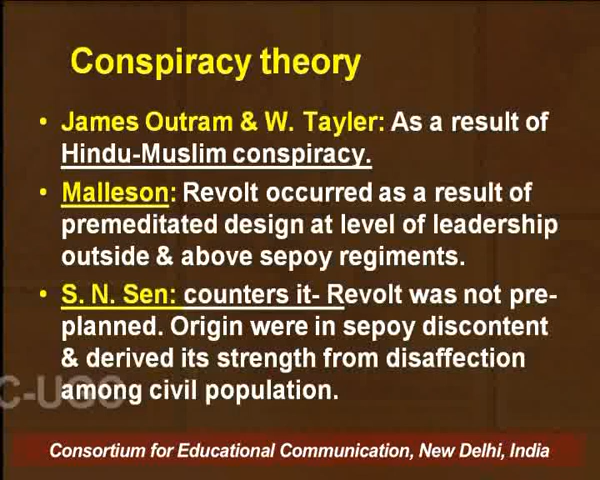 Conspiracy theory
• James Outram & W. Tayler: As a result of
Hindu-Muslim conspiracy.
• Malleson: Revolt occurred as a result of
premeditated design at level of leadership
outside & above sepoy regiments.
• S. N. Sen: counters it- Revolt was not pre-
planned. Origin were in sepoy discontent
& derived its strength from disaffection
among civil population.
C-UGC
Consortium for Educational Communication, New Delhi, India